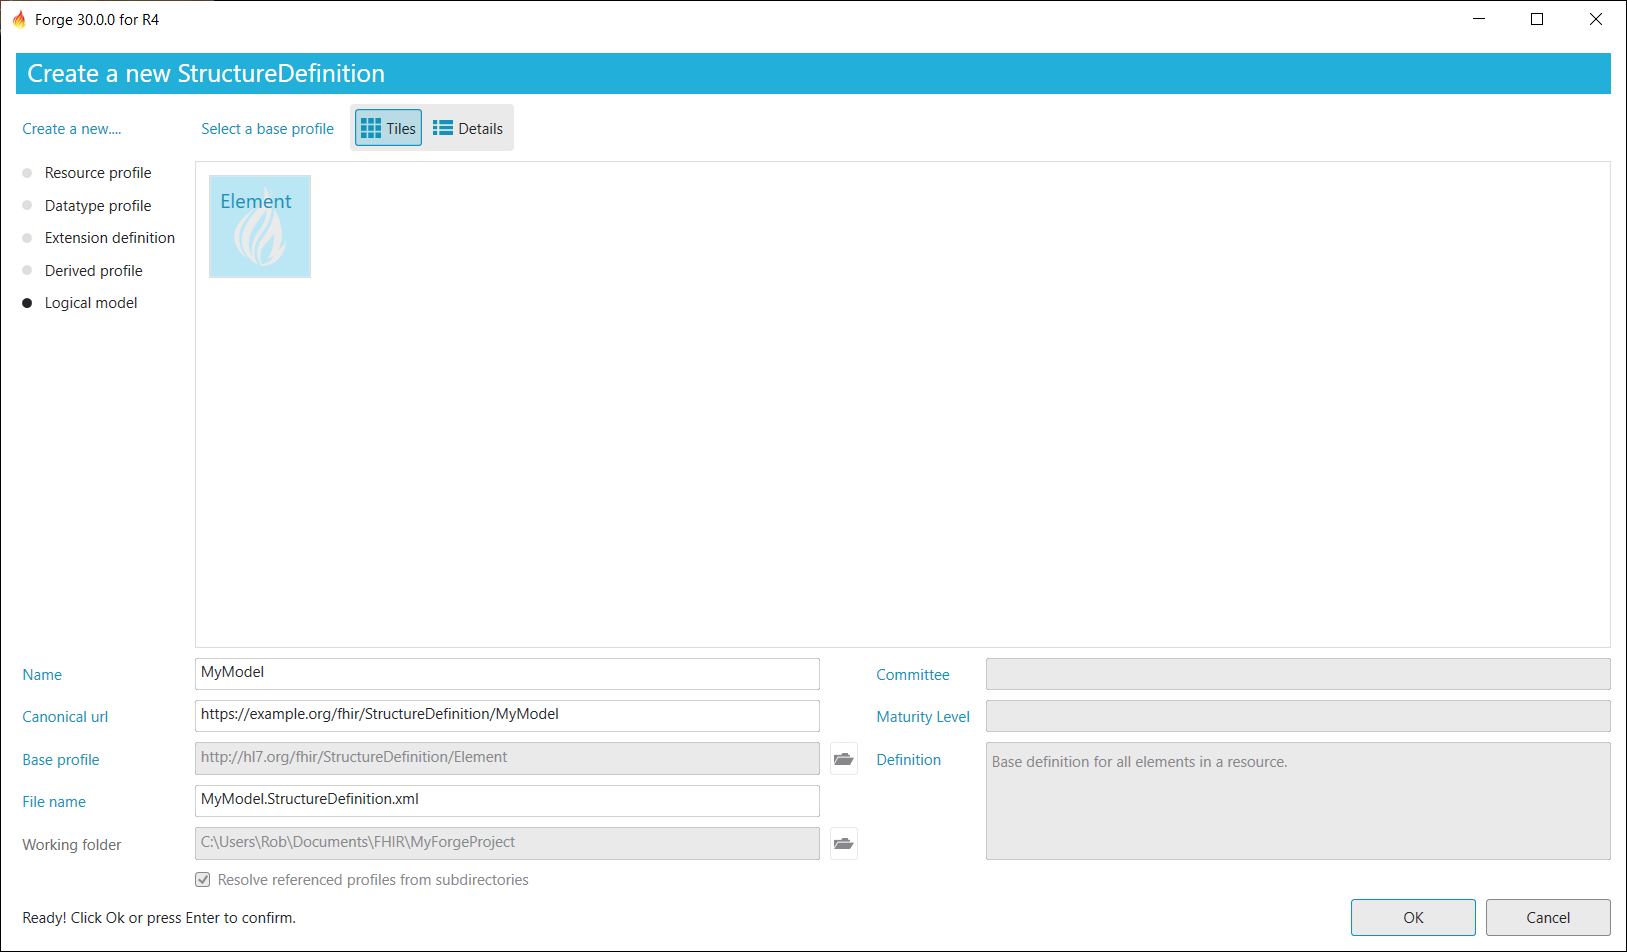 Forge 30.0.0 for R4
Create a new StructureDefinition
Create a new....
Select a base profile
Tiles
Details
Resource profile
Datatype profile
Extension definition
Derived profile
Logical model
Element
Name
MyModel
Committee
Canonical url
https://example.org/fhir/StructureDefinition/MyModel
Maturity Level
Base profile
http://hl7.org/fhir/StructureDefinition/Element
Definition
Base definition for all elements in a resource.
File name
MyModel.StructureDefinition.xml
Working folder
C:\Users\Rob\Documents\FHIR\MyForgeProject
Resolve referenced profiles from subdirectories
Ready! Click Ok or press Enter to confirm.
OK
Cancel